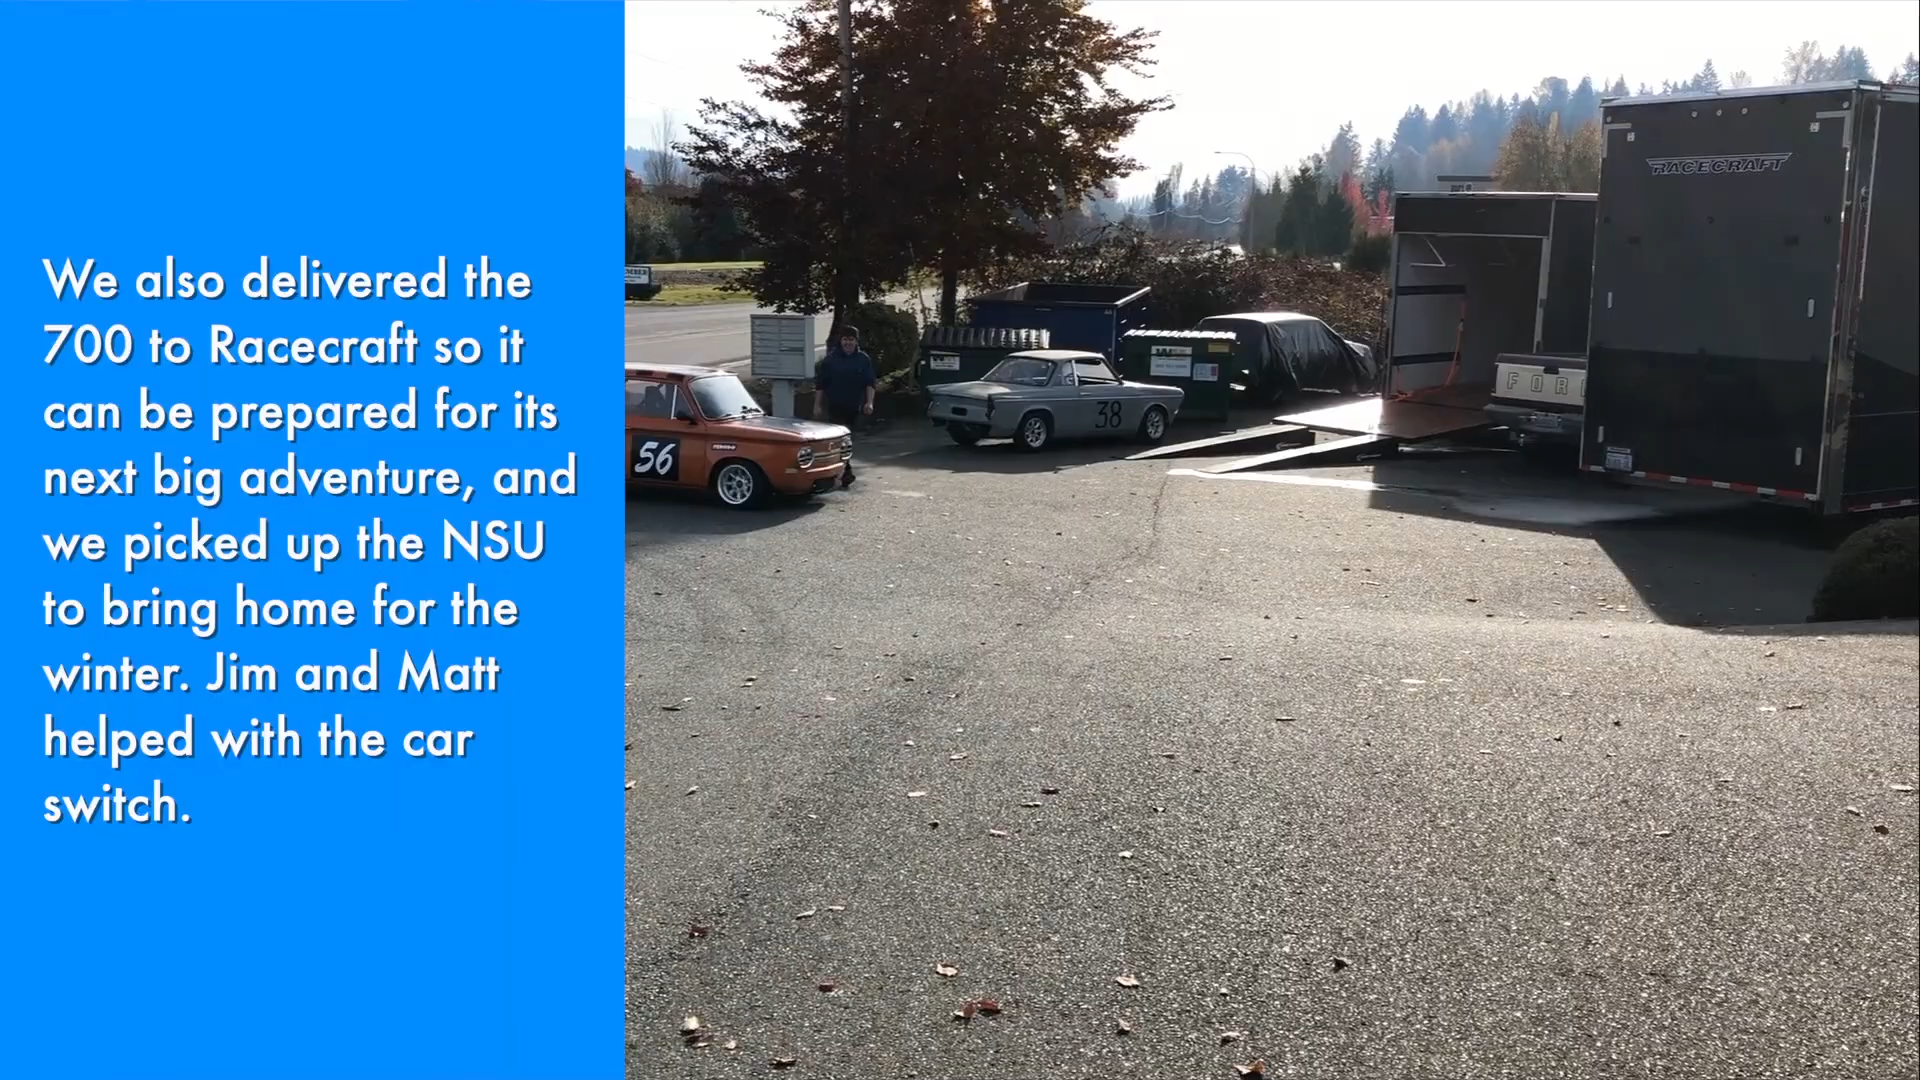 We also delivered the
700 to Racecraft so it
can be prepared for its
next big adventure, and
we picked up the NSU
to bring home for the
winter. Jim and Matt
helped with the car
switch.
RACECRAFT
56
38
FOR